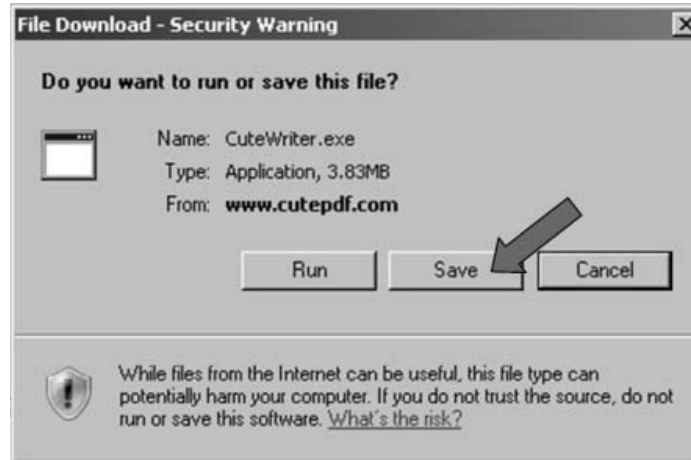 File Download - Security Warning
Do you want to run or save this file?
Name: CuteWriter.exe
Type: Application, 3.83MB
From: www.cutepdf.com
Run Save Cancel
While files from the Internet can be useful, this file type can
potentially harm your computer. If you do not trust the source, do not
run or save this software. What's the risk?